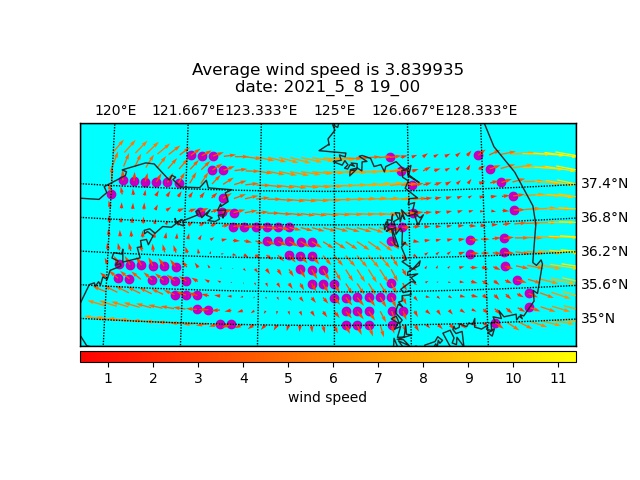 Average wind speed is 3.839935
date: 2021_5_8 19_00
120°E 121.667°E 123.333°E 125°E 126.667°E 128.333°E
37.4°N
36.8°N
36.2°N
35.6°N
35°N
1 2 3 4 5 6 7 8 9 10 11
wind speed